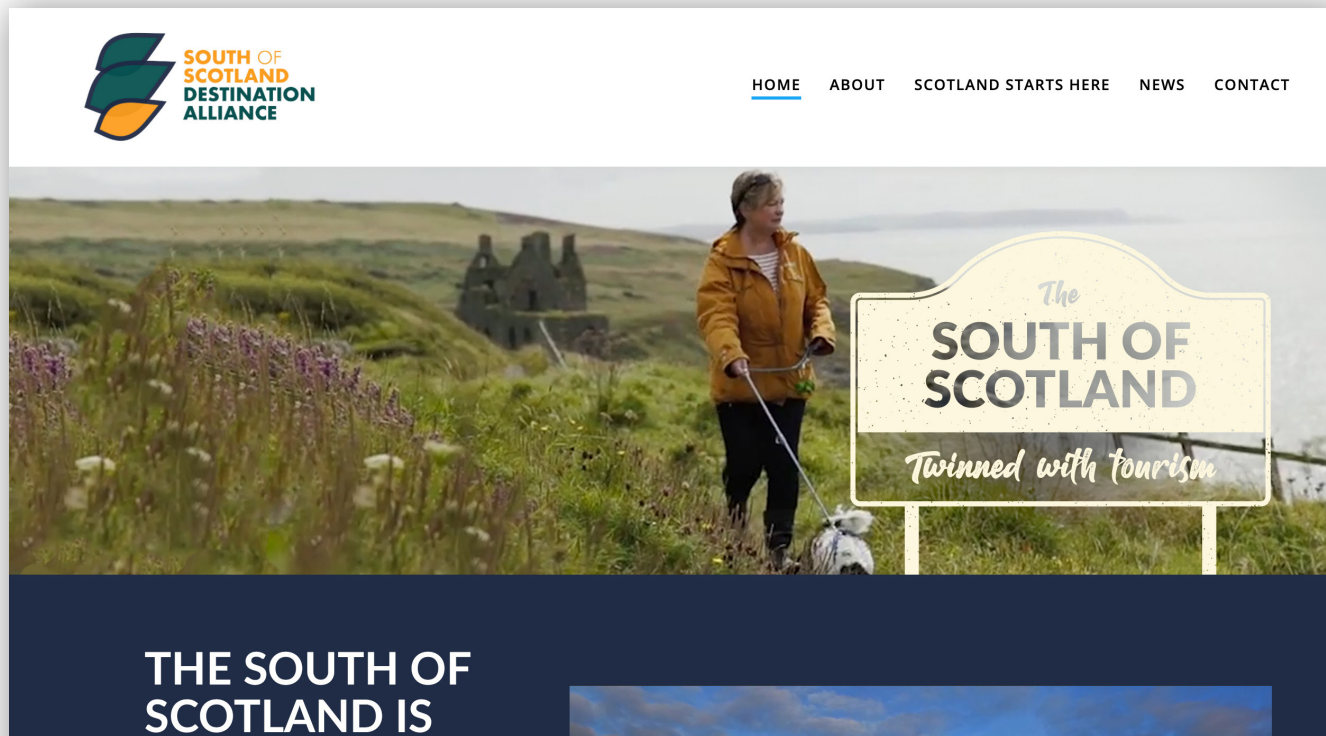 SOUTH OF
SCOTLAND
DESTINATION
ALLIANCE
HOME ABOUT SCOTLAND STARTS HERE NEWS CONTACT
The
SOUTH OF
SCOTLAND
Twinned with tourism
THE SOUTH OF
SCOTLAND IS